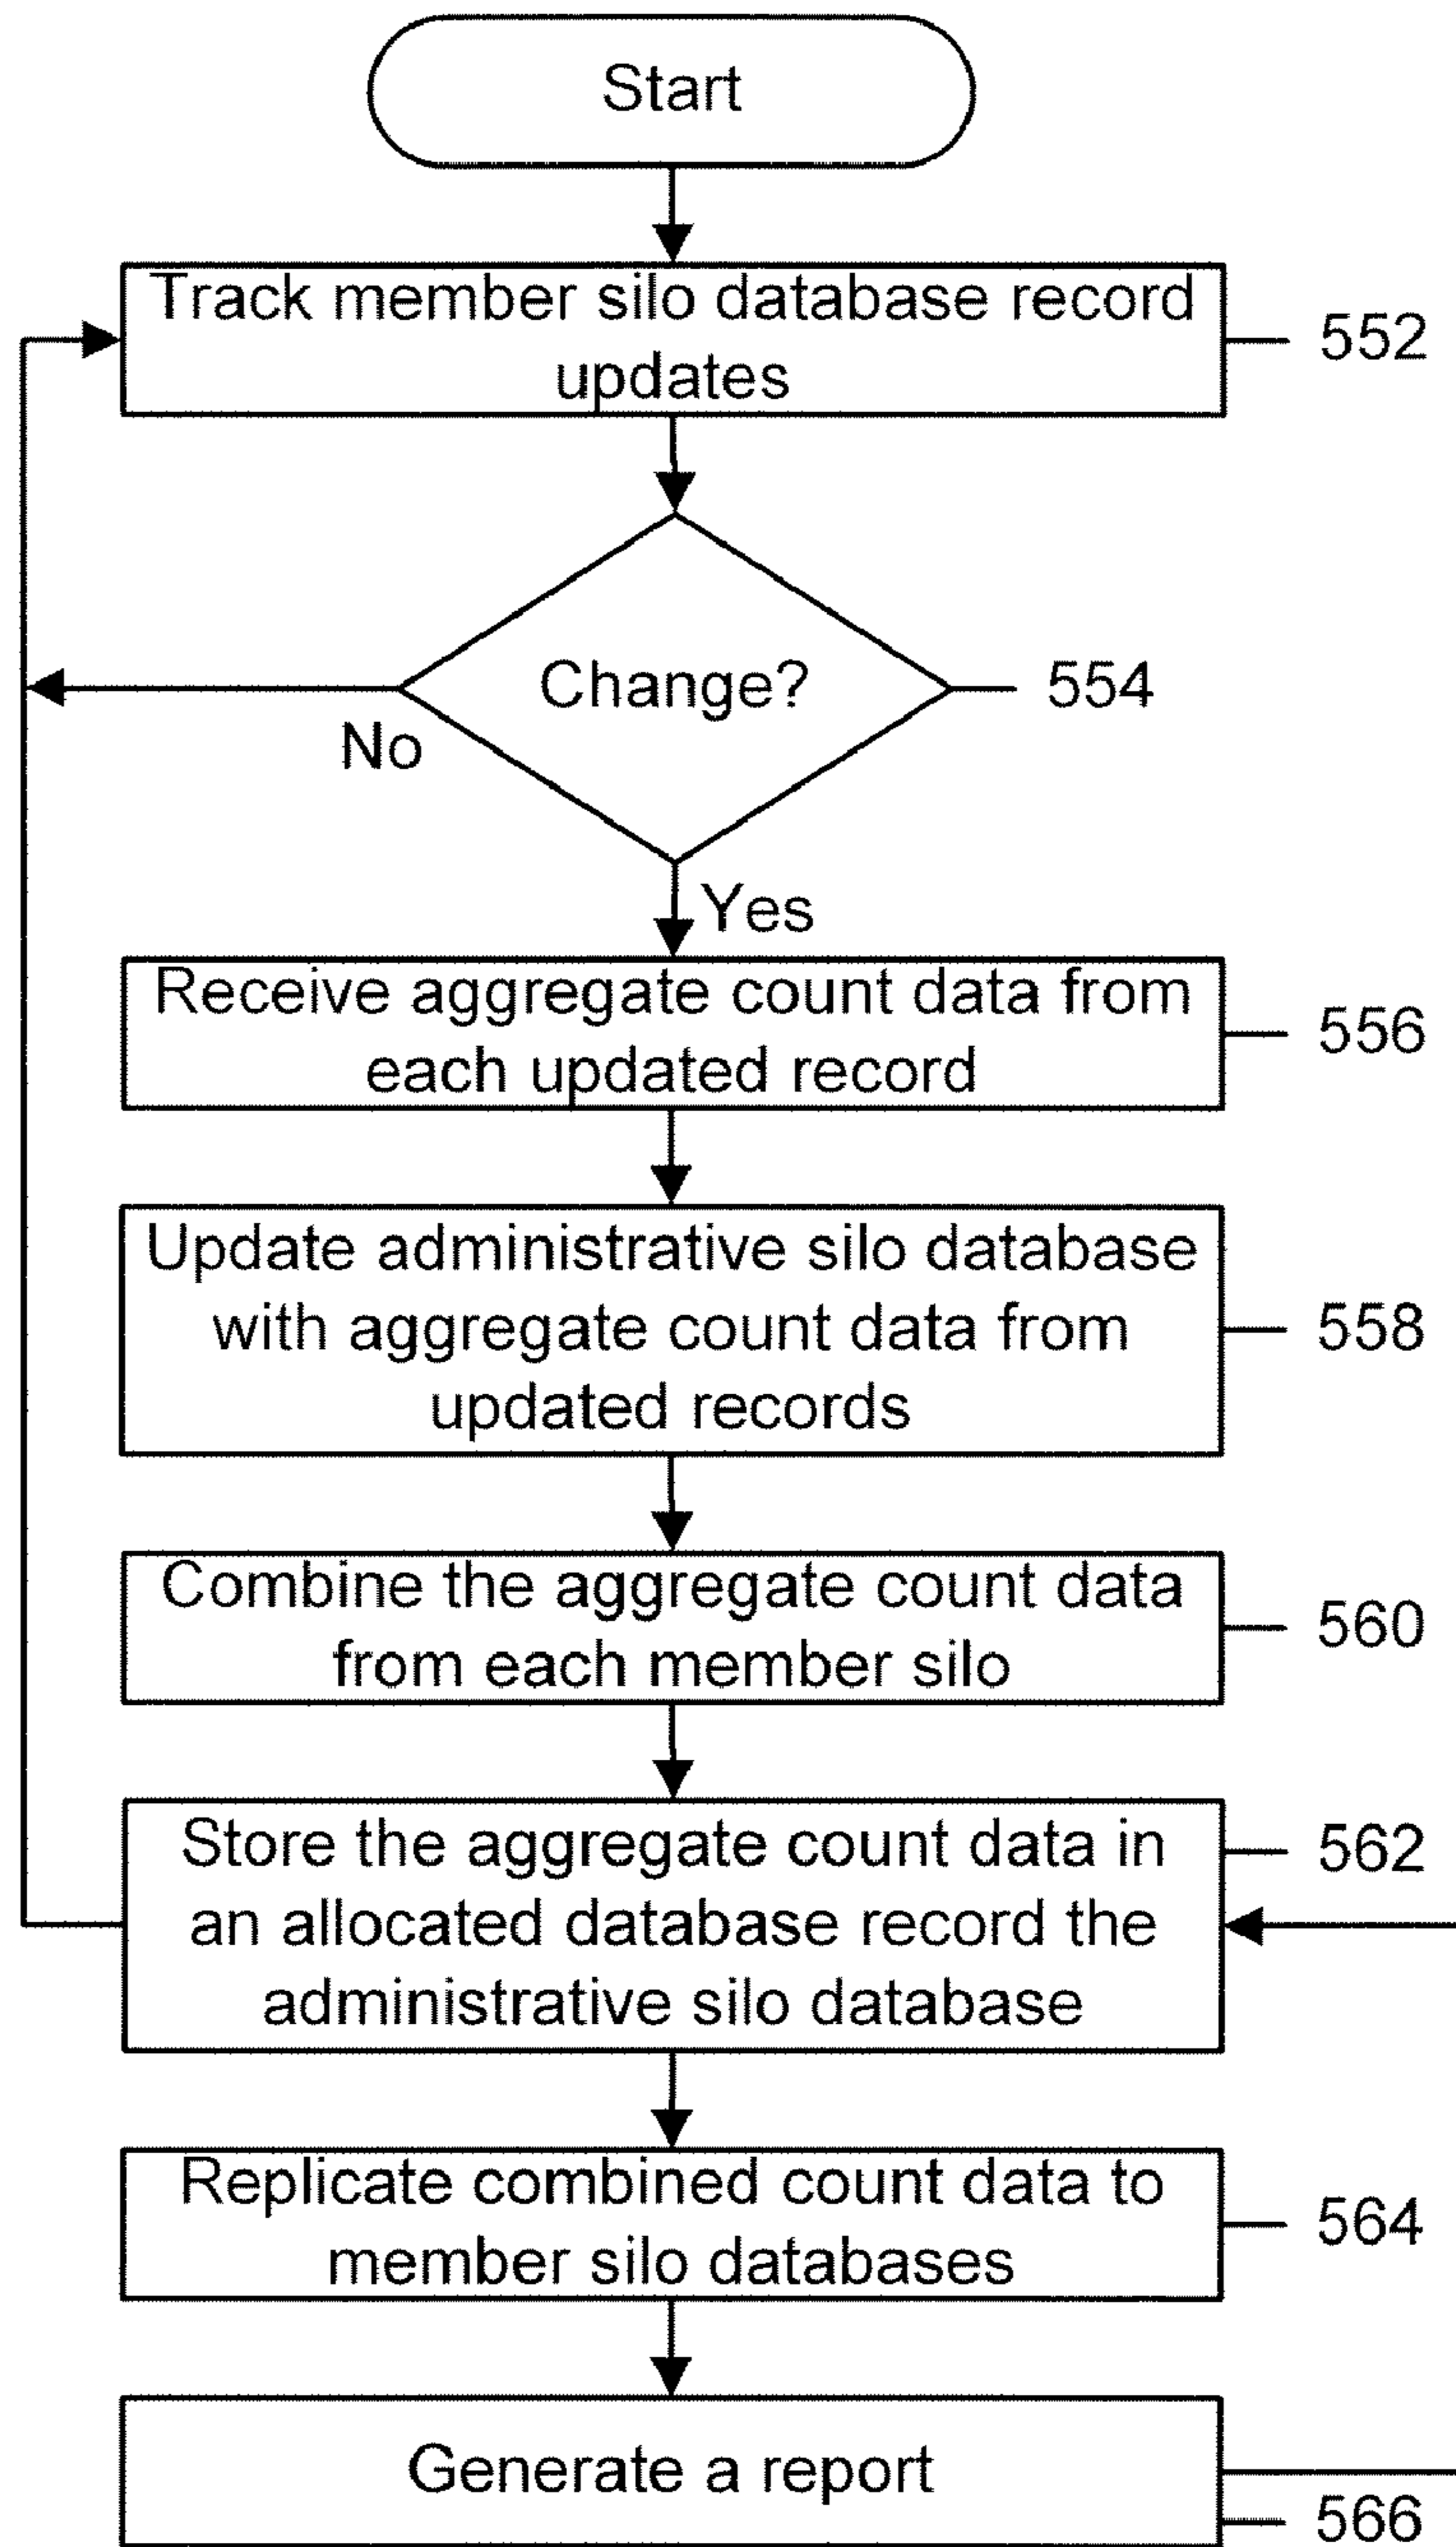 Start
Track member silo database record
updates
552
Change?
554
No
Yes
Receive aggregate count data from
each updated record
556
Update administrative silo database
with aggregate count data from
updated records
558
Combine the aggregate count data
from each member silo
560
Store the aggregate count data in
an allocated database record the
administrative silo database
562
Replicate combined count data to
member silo databases
564
Generate a report
566